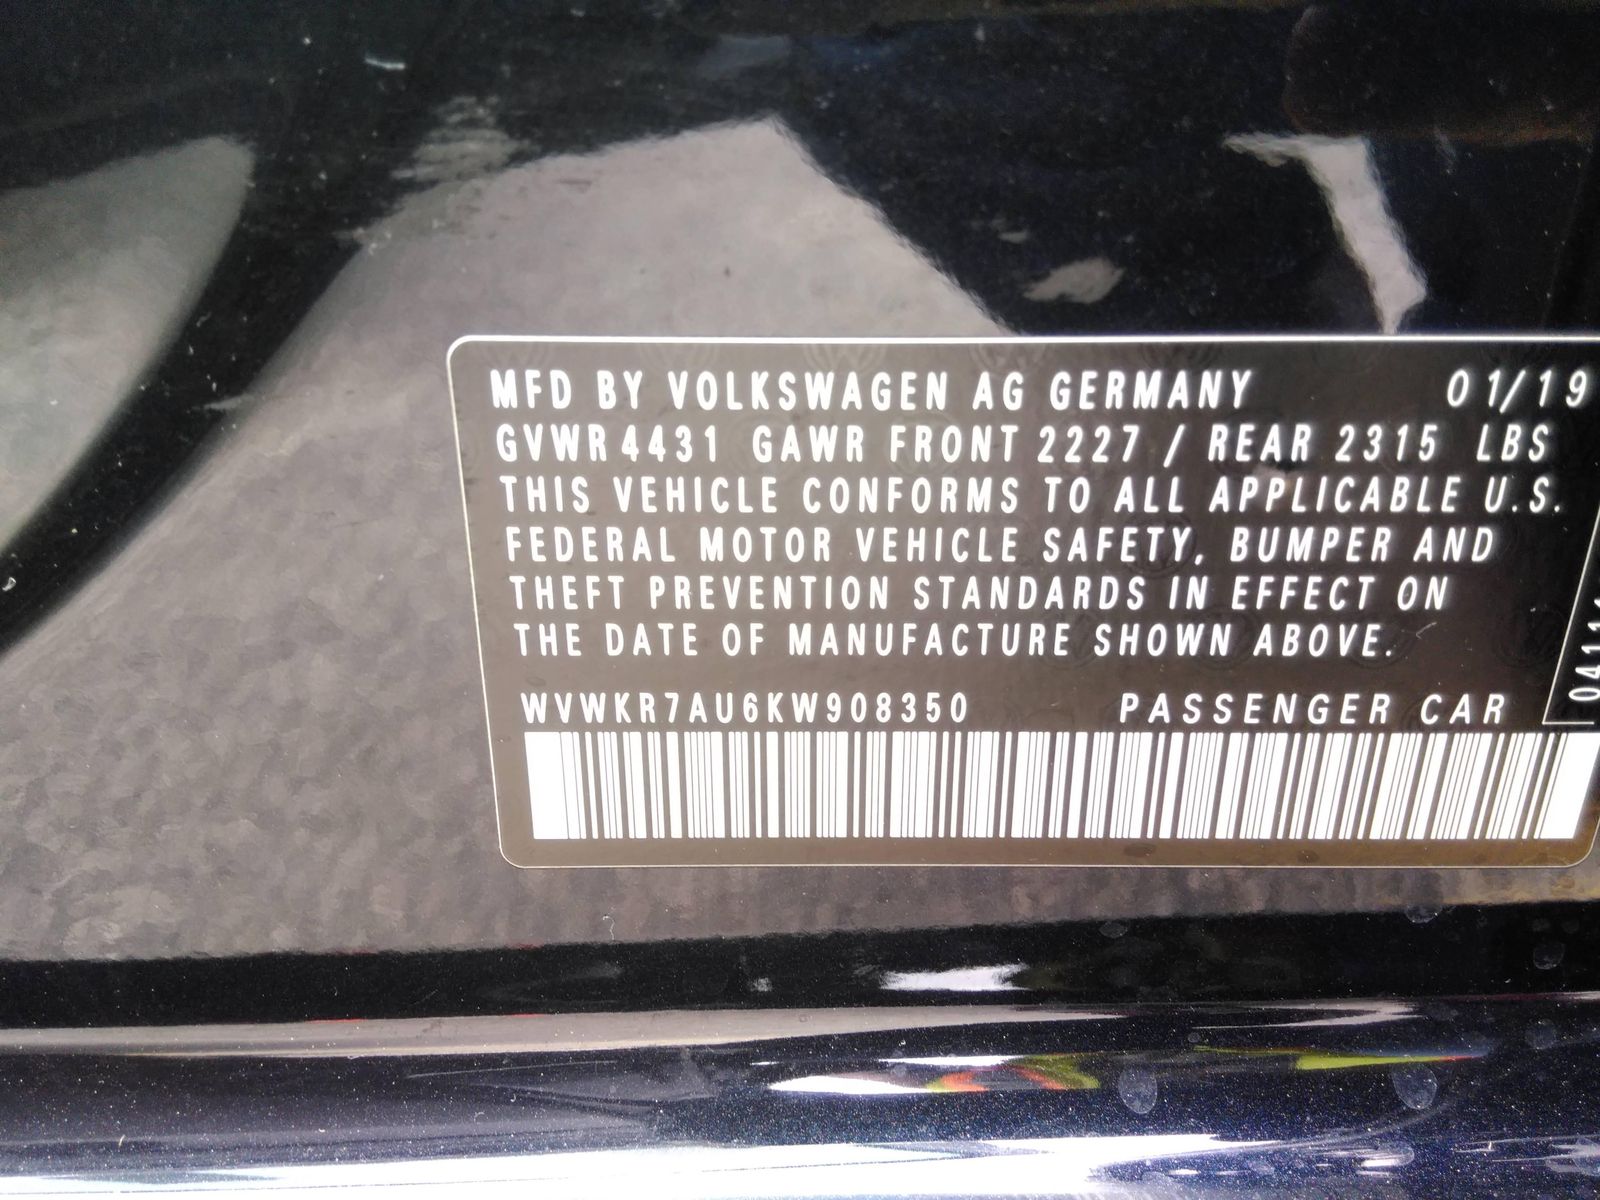 MFD BY VOLKSWAGEN AG GERMANY 01/19
GVWR 4431 GAWR FRONT 2227 / REAR 2315 LBS
THIS VEHICLE CONFORMS TO ALL APPLICABLE U.S.
FEDERAL MOTOR VEHICLE SAFETY, BUMPER AND
THEFT PREVENTION STANDARDS IN EFFECT ON
THE DATE OF MANUFACTURE SHOWN ABOVE.
WVWKR7AU6KW908350 PASSENGER CAR